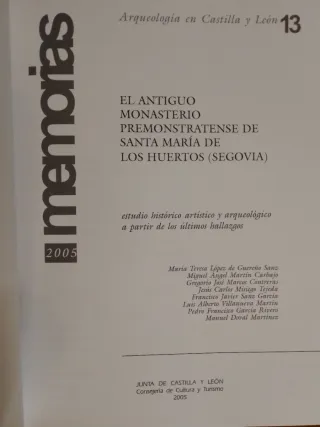 Arqueología en Castilla y León 13
memorias
2005
EL ANTIGUO
MONASTERIO
PREMONSTRATENSE DE
SANTA MARÍA DE
LOS HUERTOS (SEGOVIA)
estudio histórico artístico y arqueológico
a partir de los últimos hallazgos
María Teresa López de Guereño Sanz
Miguel Ángel Martín Carbajo
Gregorio José Marcos Contreras
Jesús Carlos Misiego Tejeda
Francisco Javier Sanz García
Luis Alberto Villanueva Martín
Pedro Francisco García Rivero
Manuel Doval Martínez
JUNTA DE CASTILLA Y LEÓN
Consejería de Cultura y Turismo
2005